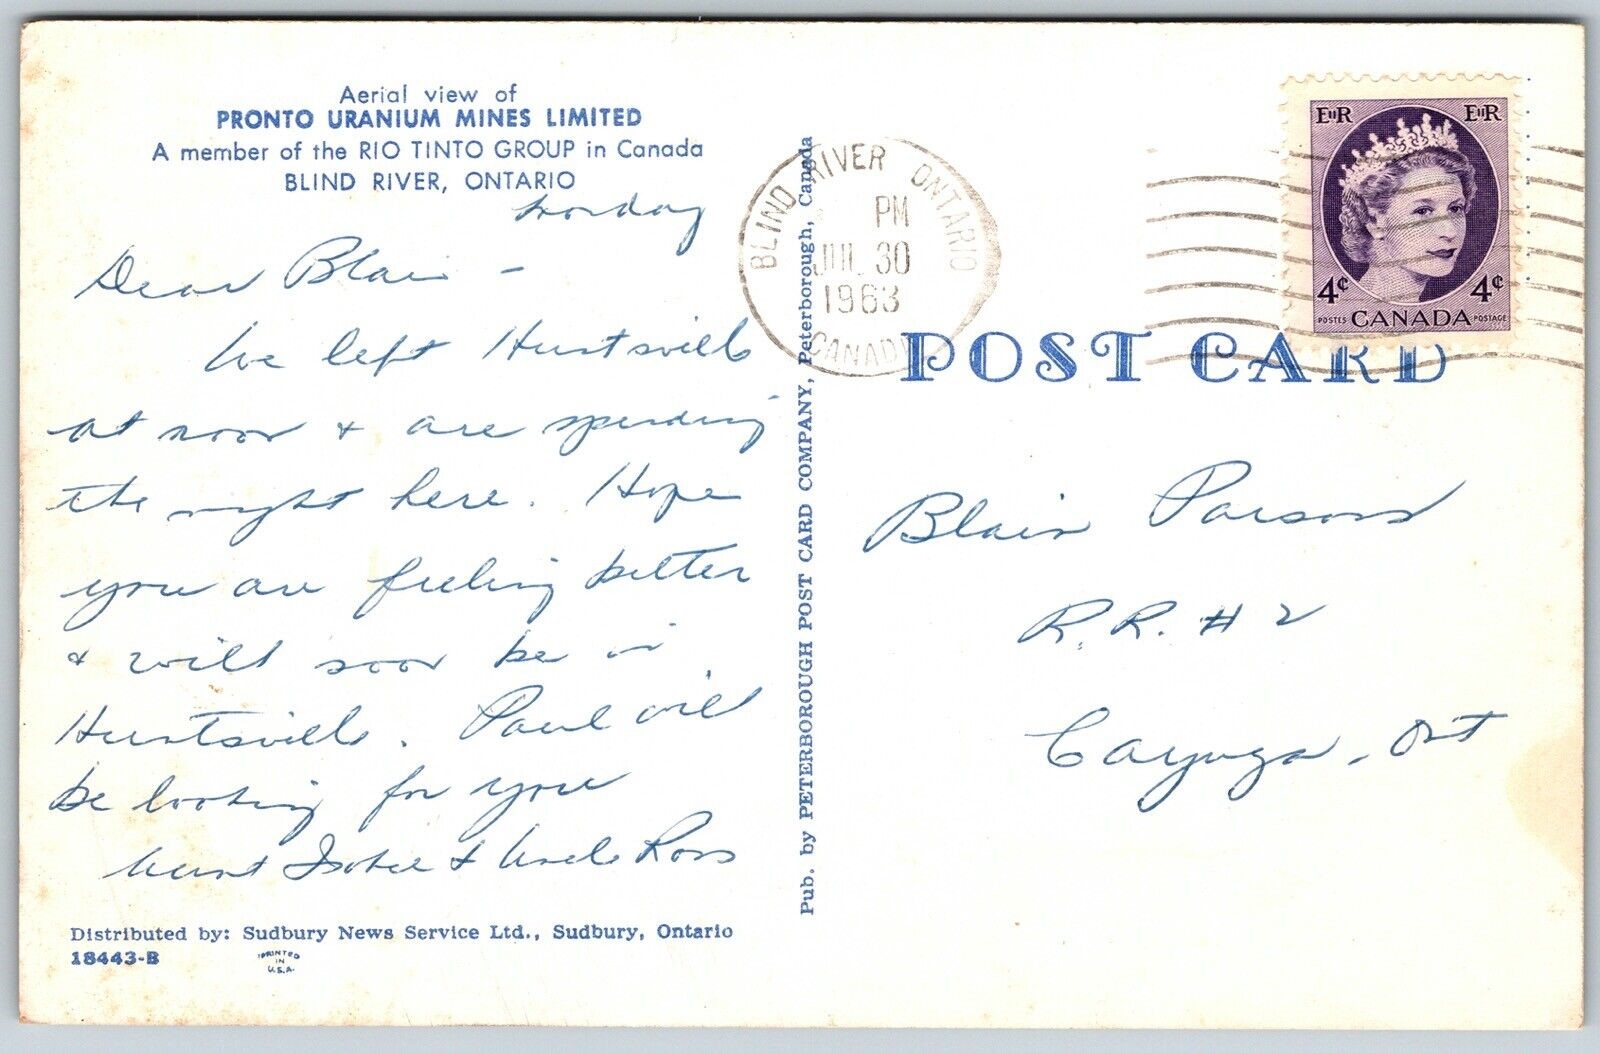 Aerial view of
PRONTO URANIUM MINES LIMITED
A member of the RIO TINTO GROUP in Canada
BLIND RIVER, ONTARIO
Monday
Dear Blair -
We left Huntsville
at noon & are spending
the night here. Hope
you are feeling better
& will soon be in
Huntsville. Paul will
be looking for you
Aunt Isobel & Uncle Ross
Distributed by: Sudbury News Service Ltd., Sudbury, Ontario
18443-B
PRINTED
IN
U.S.A.
Pub. by PETERBOROUGH POST CARD COMPANY, Peterborough, Canada
BLIND RIVER ONTARIO
PM
JUL 30
1963
CANADA
EIIR EIIR
4¢ 4¢
POSTES CANADA POSTAGE
POST CARD
Blair Parsons
R.R. # 2
Cayuga - Ont